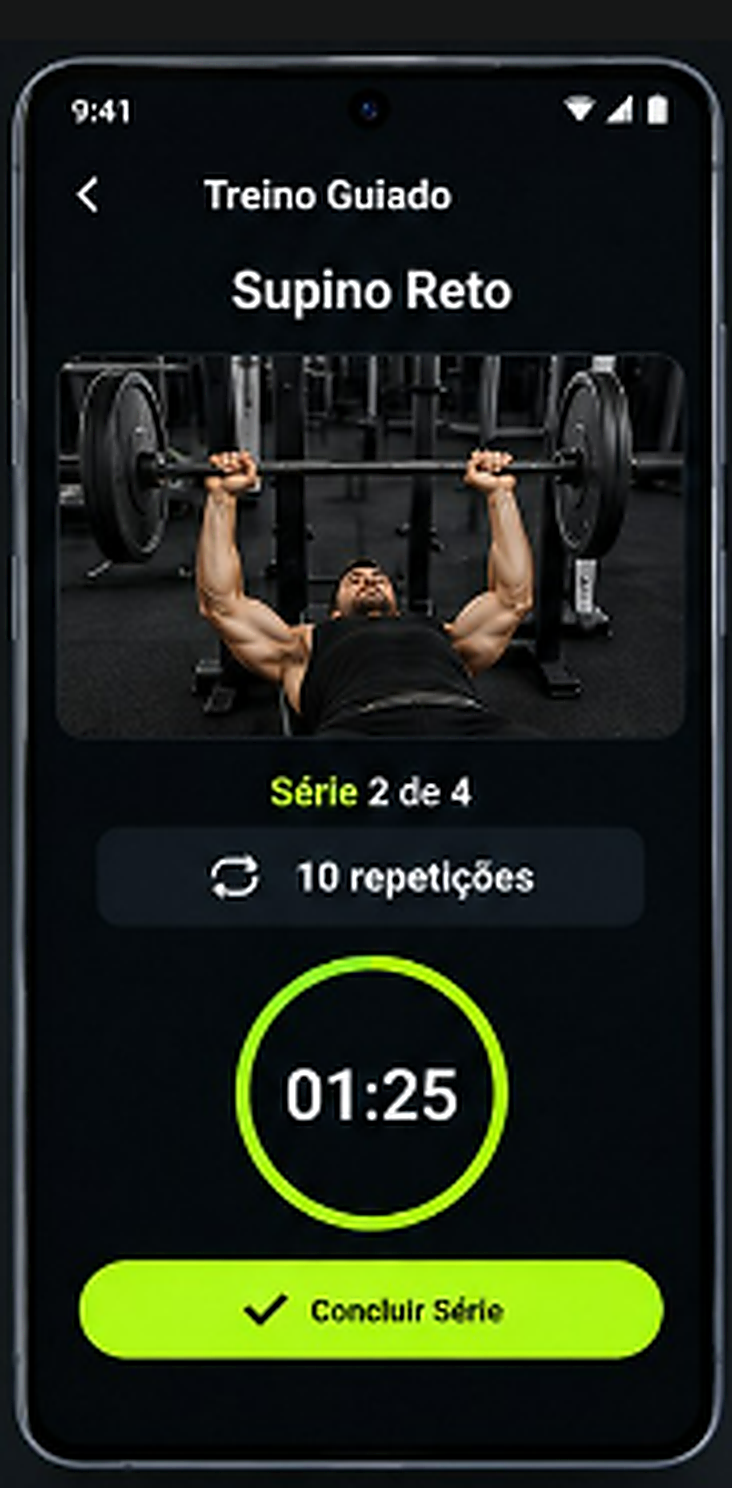 9:41
Treino Guiado
Supino Reto
Série 2 de 4
10 repetições
01:25
Concluir Série